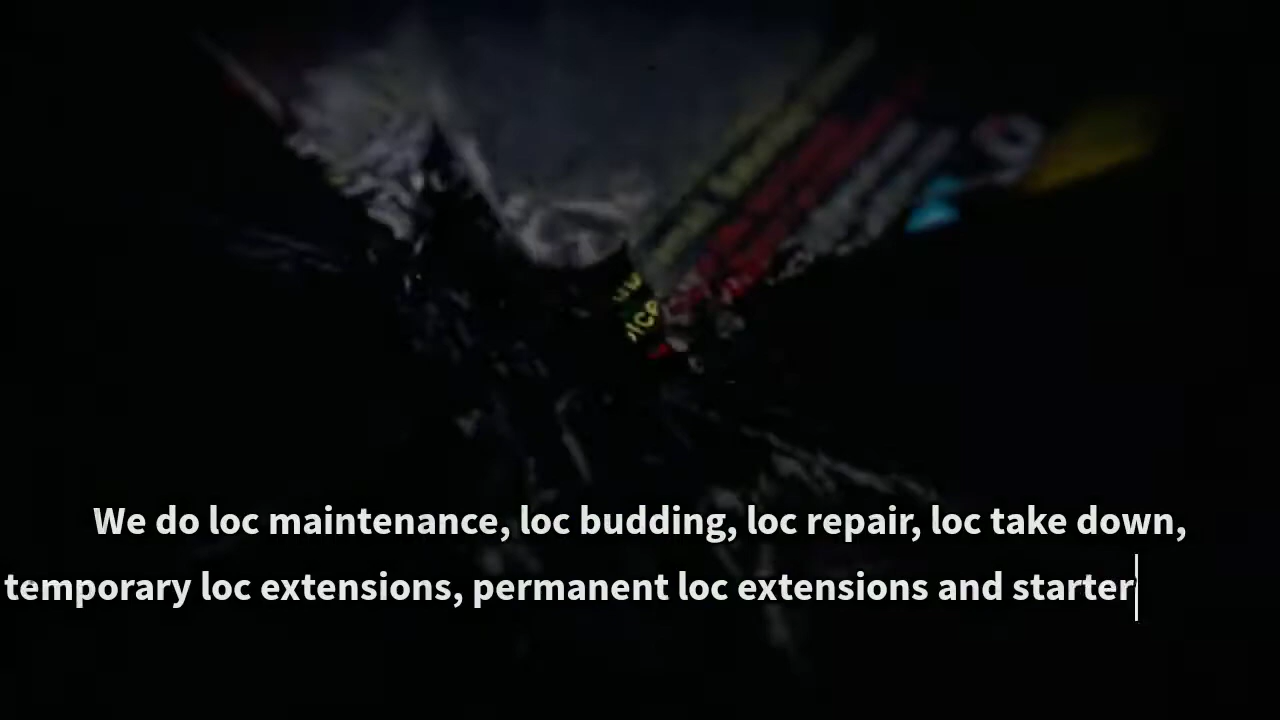 We do loc maintenance, loc budding, loc repair, loc take down,
temporary loc extensions, permanent loc extensions and starter